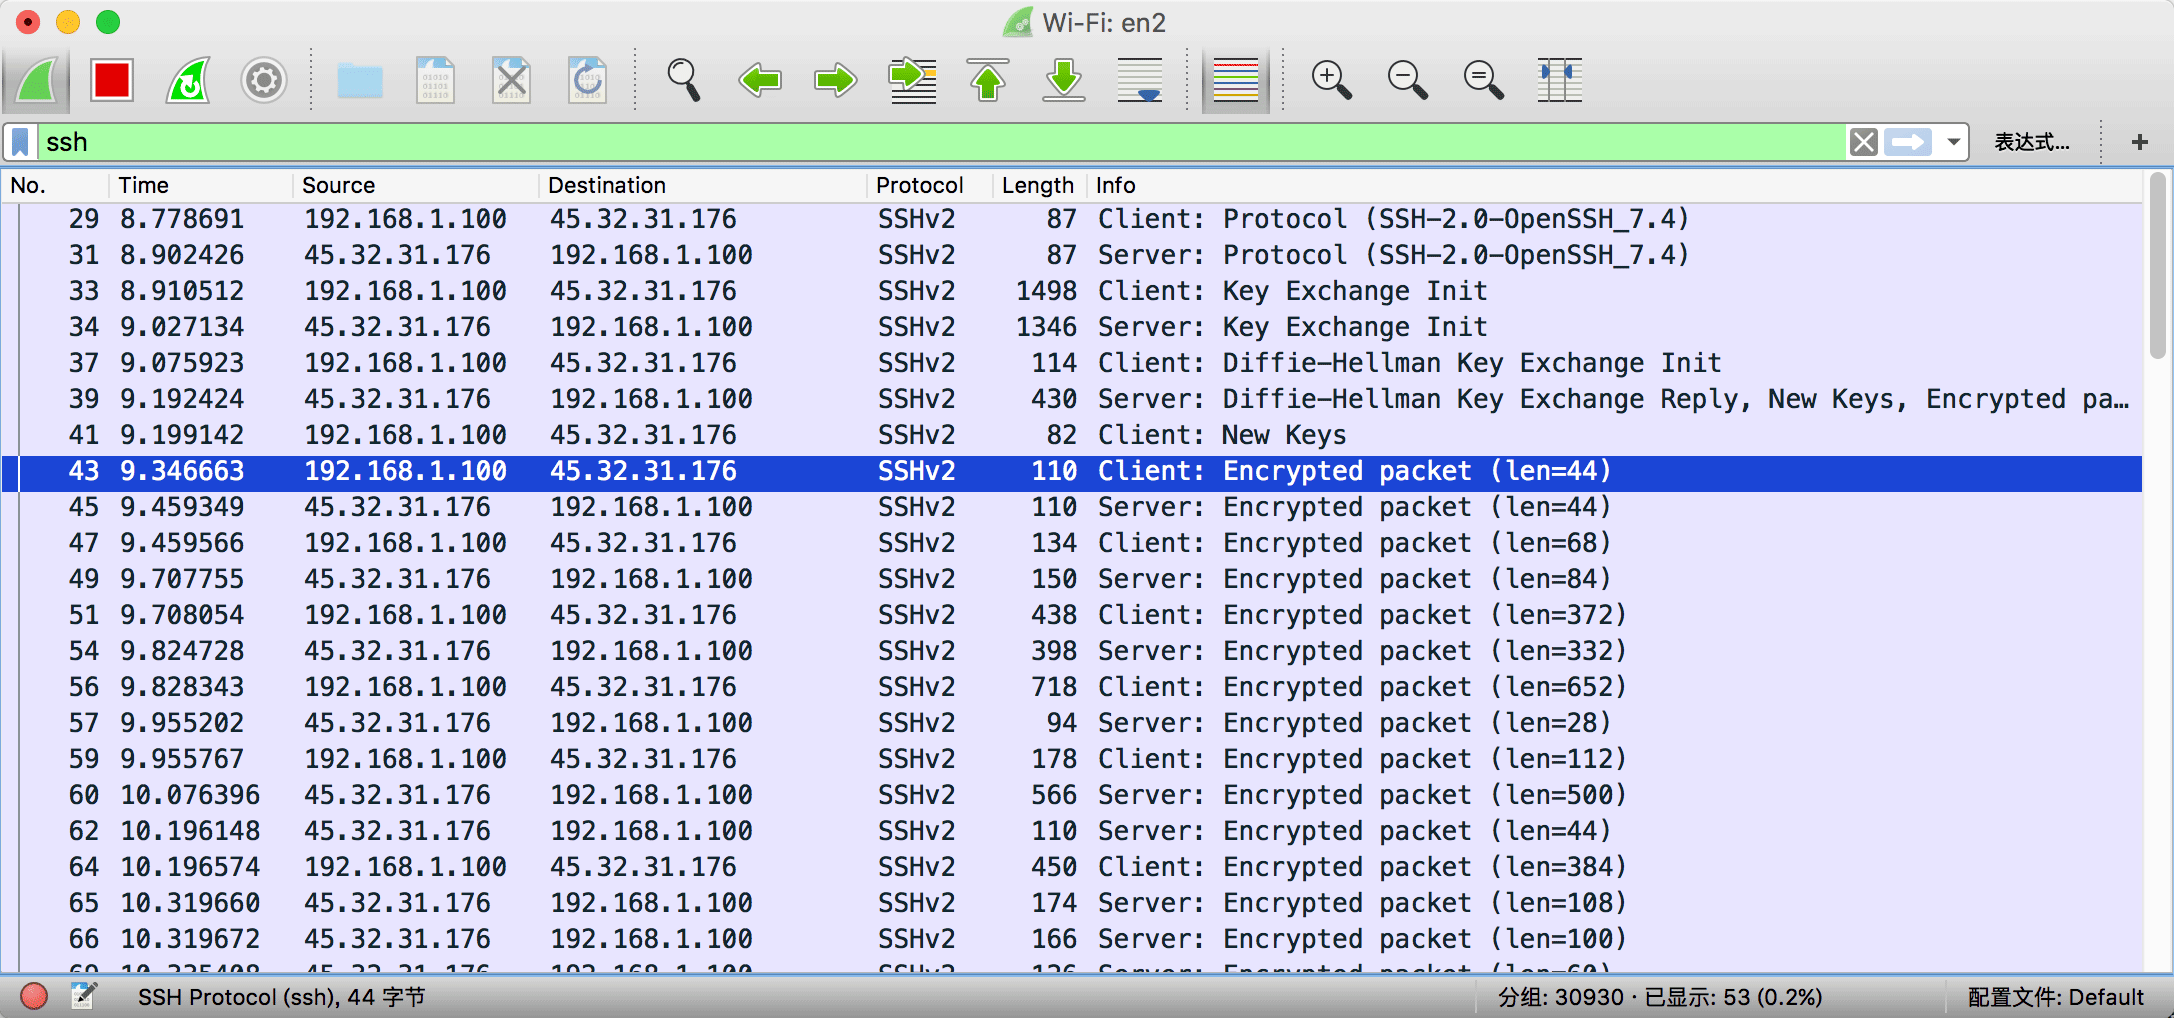 Wi-Fi: en2
ssh
表达式…
+
No. Time Source Destination Protocol Length Info
29 8.778691 192.168.1.100 45.32.31.176 SSHv2 87 Client: Protocol (SSH-2.0-OpenSSH_7.4)
31 8.902426 45.32.31.176 192.168.1.100 SSHv2 87 Server: Protocol (SSH-2.0-OpenSSH_7.4)
33 8.910512 192.168.1.100 45.32.31.176 SSHv2 1498 Client: Key Exchange Init
34 9.027134 45.32.31.176 192.168.1.100 SSHv2 1346 Server: Key Exchange Init
37 9.075923 192.168.1.100 45.32.31.176 SSHv2 114 Client: Diffie-Hellman Key Exchange Init
39 9.192424 45.32.31.176 192.168.1.100 SSHv2 430 Server: Diffie-Hellman Key Exchange Reply, New Keys, Encrypted pa…
41 9.199142 192.168.1.100 45.32.31.176 SSHv2 82 Client: New Keys
43 9.346663 192.168.1.100 45.32.31.176 SSHv2 110 Client: Encrypted packet (len=44)
45 9.459349 45.32.31.176 192.168.1.100 SSHv2 110 Server: Encrypted packet (len=44)
47 9.459566 192.168.1.100 45.32.31.176 SSHv2 134 Client: Encrypted packet (len=68)
49 9.707755 45.32.31.176 192.168.1.100 SSHv2 150 Server: Encrypted packet (len=84)
51 9.708054 192.168.1.100 45.32.31.176 SSHv2 438 Client: Encrypted packet (len=372)
54 9.824728 45.32.31.176 192.168.1.100 SSHv2 398 Server: Encrypted packet (len=332)
56 9.828343 192.168.1.100 45.32.31.176 SSHv2 718 Client: Encrypted packet (len=652)
57 9.955202 45.32.31.176 192.168.1.100 SSHv2 94 Server: Encrypted packet (len=28)
59 9.955767 192.168.1.100 45.32.31.176 SSHv2 178 Client: Encrypted packet (len=112)
60 10.076396 45.32.31.176 192.168.1.100 SSHv2 566 Server: Encrypted packet (len=500)
62 10.196148 45.32.31.176 192.168.1.100 SSHv2 110 Server: Encrypted packet (len=44)
64 10.196574 192.168.1.100 45.32.31.176 SSHv2 450 Client: Encrypted packet (len=384)
65 10.319660 45.32.31.176 192.168.1.100 SSHv2 174 Server: Encrypted packet (len=108)
66 10.319672 45.32.31.176 192.168.1.100 SSHv2 166 Server: Encrypted packet (len=100)
SSH Protocol (ssh), 44 字节
分组: 30930 · 已显示: 53 (0.2%)
配置文件: Default